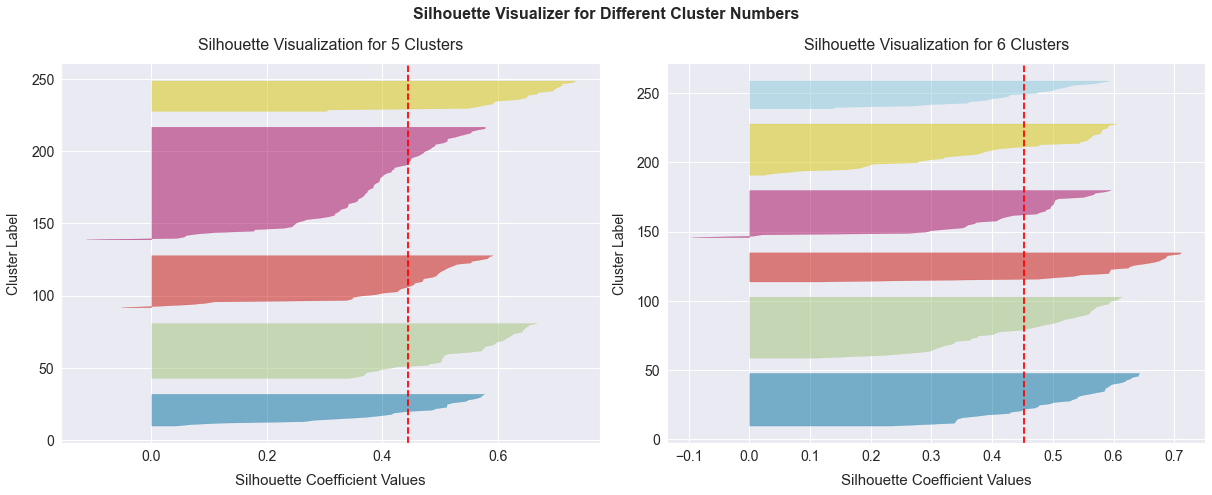 Silhouette Visualizer for Different Cluster Numbers
Silhouette Visualization for 5 Clusters
250
200
150
100
50
0
Cluster Label
0.0 0.2 0.4 0.6
Silhouette Coefficient Values
Silhouette Visualization for 6 Clusters
250
200
150
100
50
0
Cluster Label
−0.1 0.0 0.1 0.2 0.3 0.4 0.5 0.6 0.7
Silhouette Coefficient Values